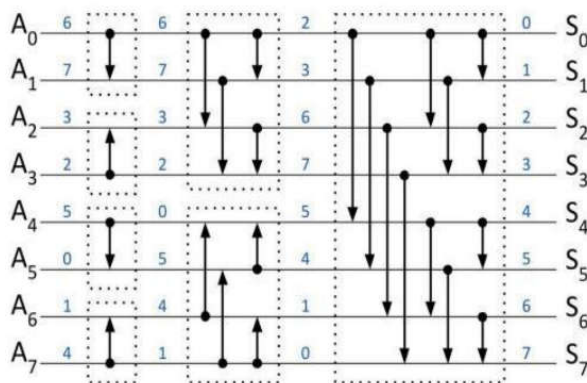 A0 6 6 2 0 S0
A1 7 7 3 1 S1
A2 3 3 6 2 S2
A3 2 2 7 3 S3
A4 5 0 5 4 S4
A5 0 5 4 5 S5
A6 1 4 1 6 S6
A7 4 1 0 7 S7